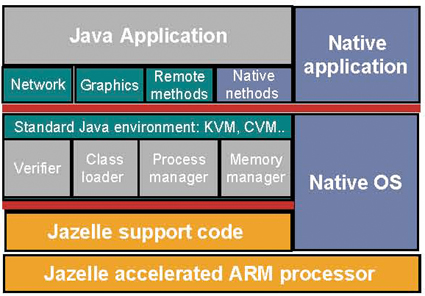 Java Application
Native
application
Network
Graphics
Remote
methods
Native
nethods
Standard Java environment: KVM, CVM..
Verifier
Class
loader
Process
manager
Memory
manager
Native OS
Jazelle support code
Jazelle accelerated ARM processor